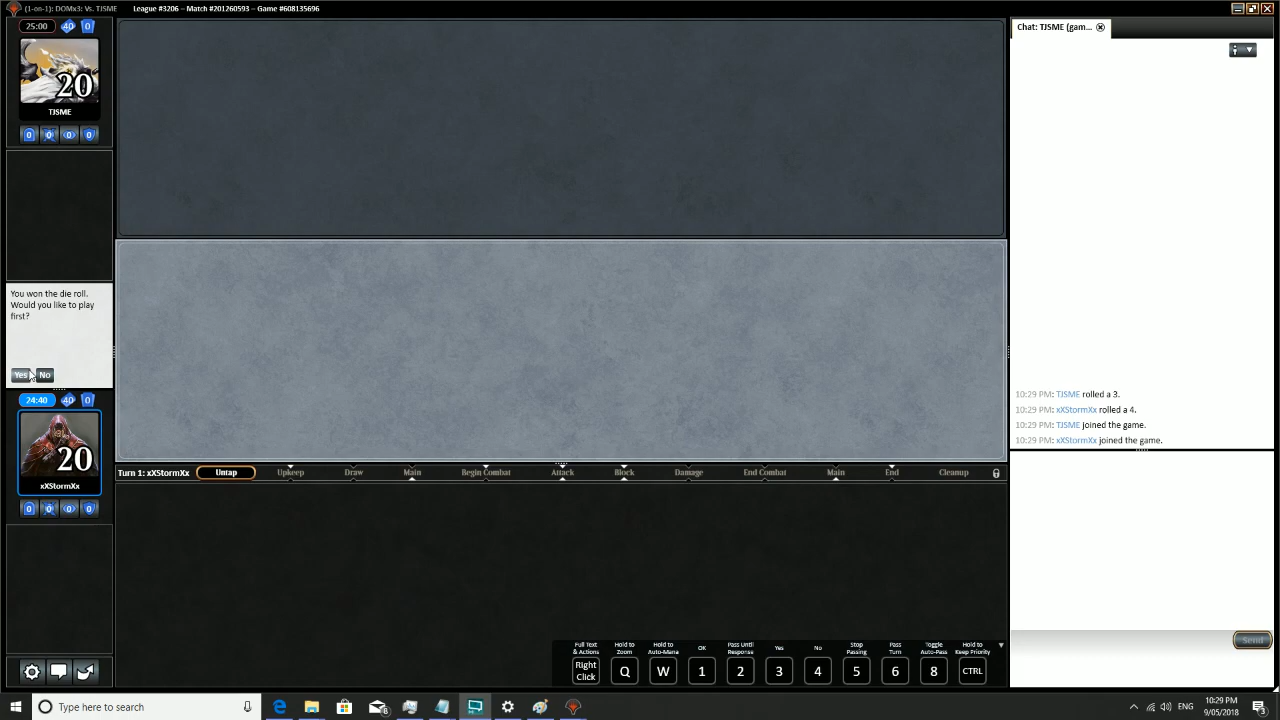 (1-on-1): DOMx3: Vs. TJSME League #3206 – Match #201260593 – Game #608135696
25:00 40 0
20
TJSME
0 0 0 0
You won the die roll.
Would you like to play
first?
Yes No
24:40 40 0
20
xXStormXx
0 0 0 0
Turn 1: xXStormXx Untap Upkeep Draw Main Begin Combat Attack Block Damage End Combat Main End Cleanup
Full Text & Actions
Right Click
Hold to Zoom
Q
Hold to Auto-Mana
W
OK
1
Pass Until Response
2
Yes
3
No
4
Stop Passing
5
Pass Turn
6
Toggle Auto-Pass
8
Hold to Keep Priority
CTRL
Chat: TJSME (gam...
10:29 PM: TJSME rolled a 3.
10:29 PM: xXStormXx rolled a 4.
10:29 PM: TJSME joined the game.
10:29 PM: xXStormXx joined the game.
Send
Type here to search
ENG
10:29 PM
9/05/2018